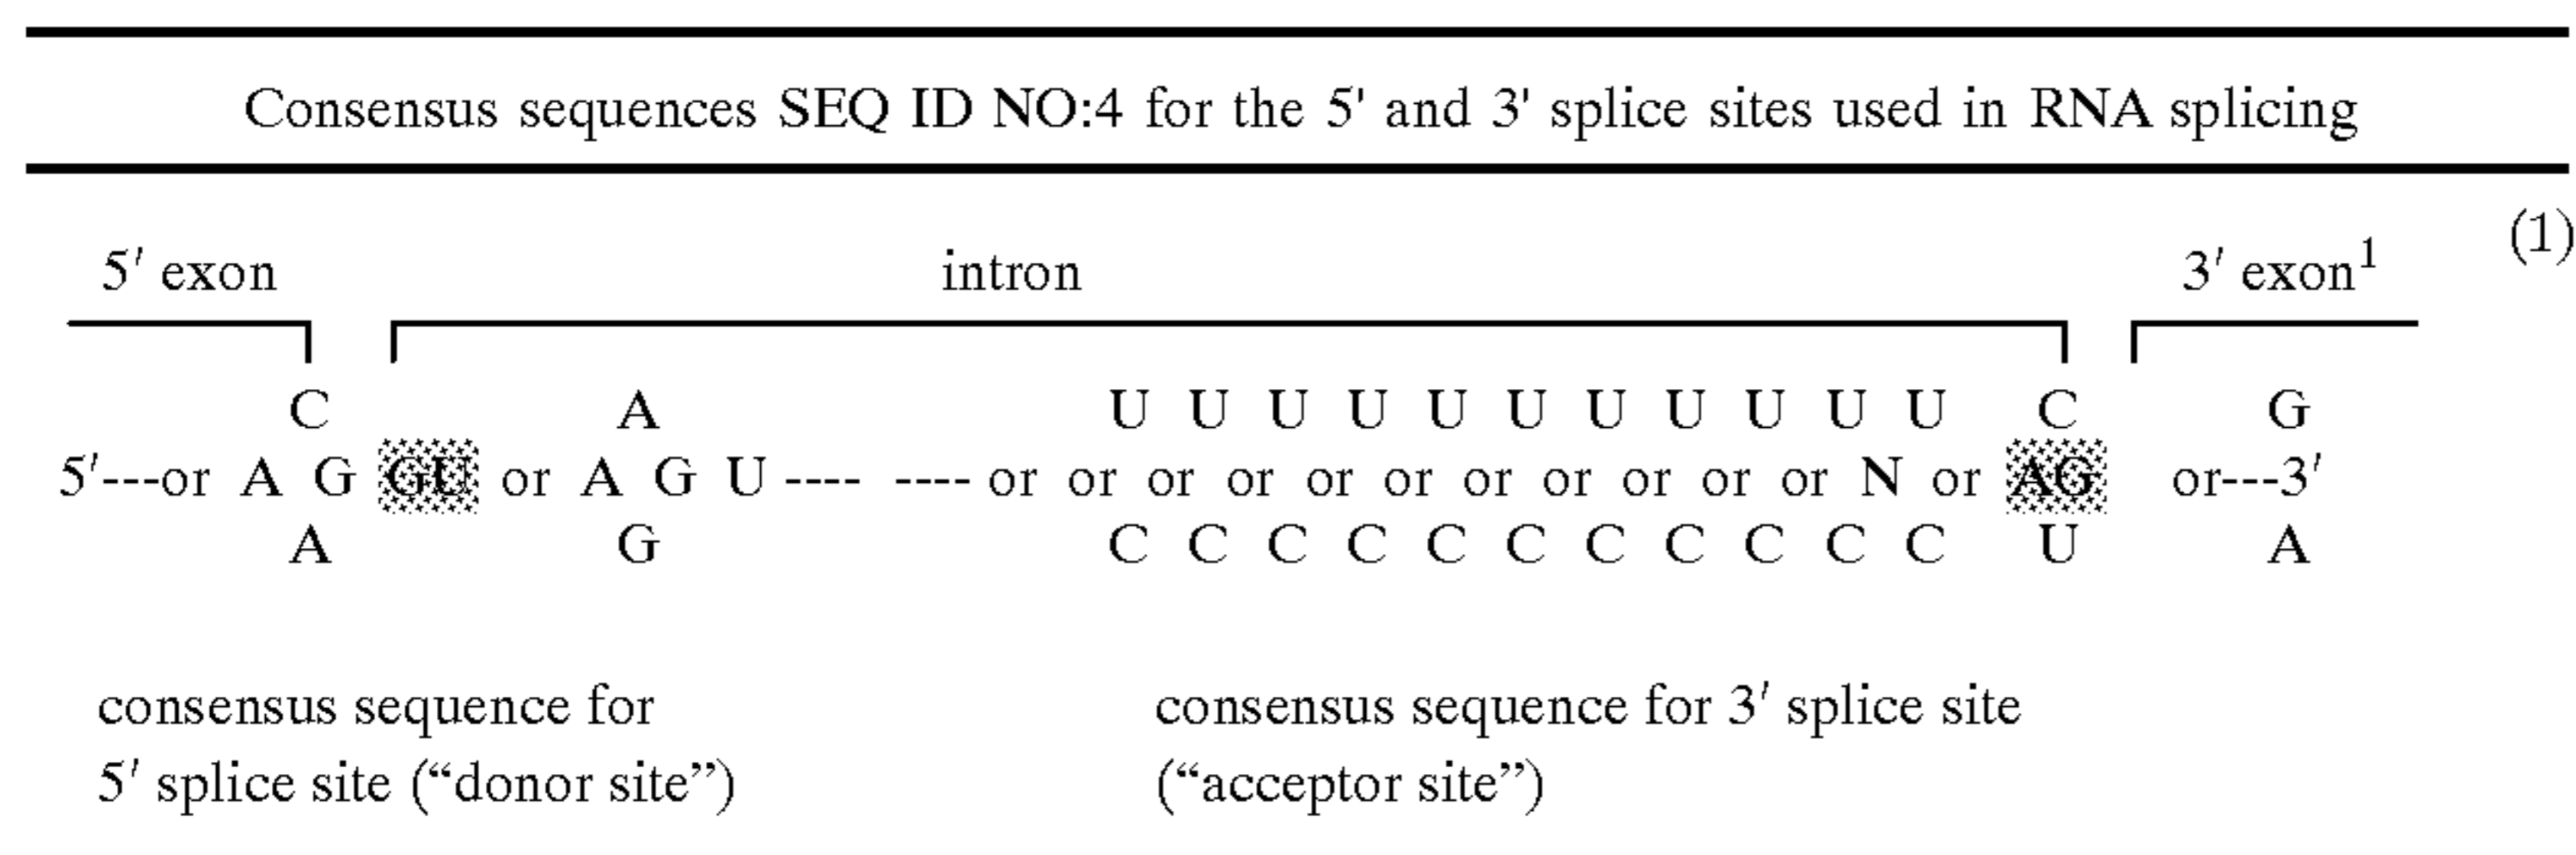 Consensus sequences SEQ ID NO:4 for the 5' and 3' splice sites used in RNA splicing
(1)
5′ exon intron 3′ exon¹
C A U U U U U U U U U U U C G
5′---or A G GU or A G U ---- ---- or or or or or or or or or or or N or AG or---3′
A G C C C C C C C C C C C U A
consensus sequence for
5′ splice site (“donor site”)
consensus sequence for 3′ splice site
(“acceptor site”)